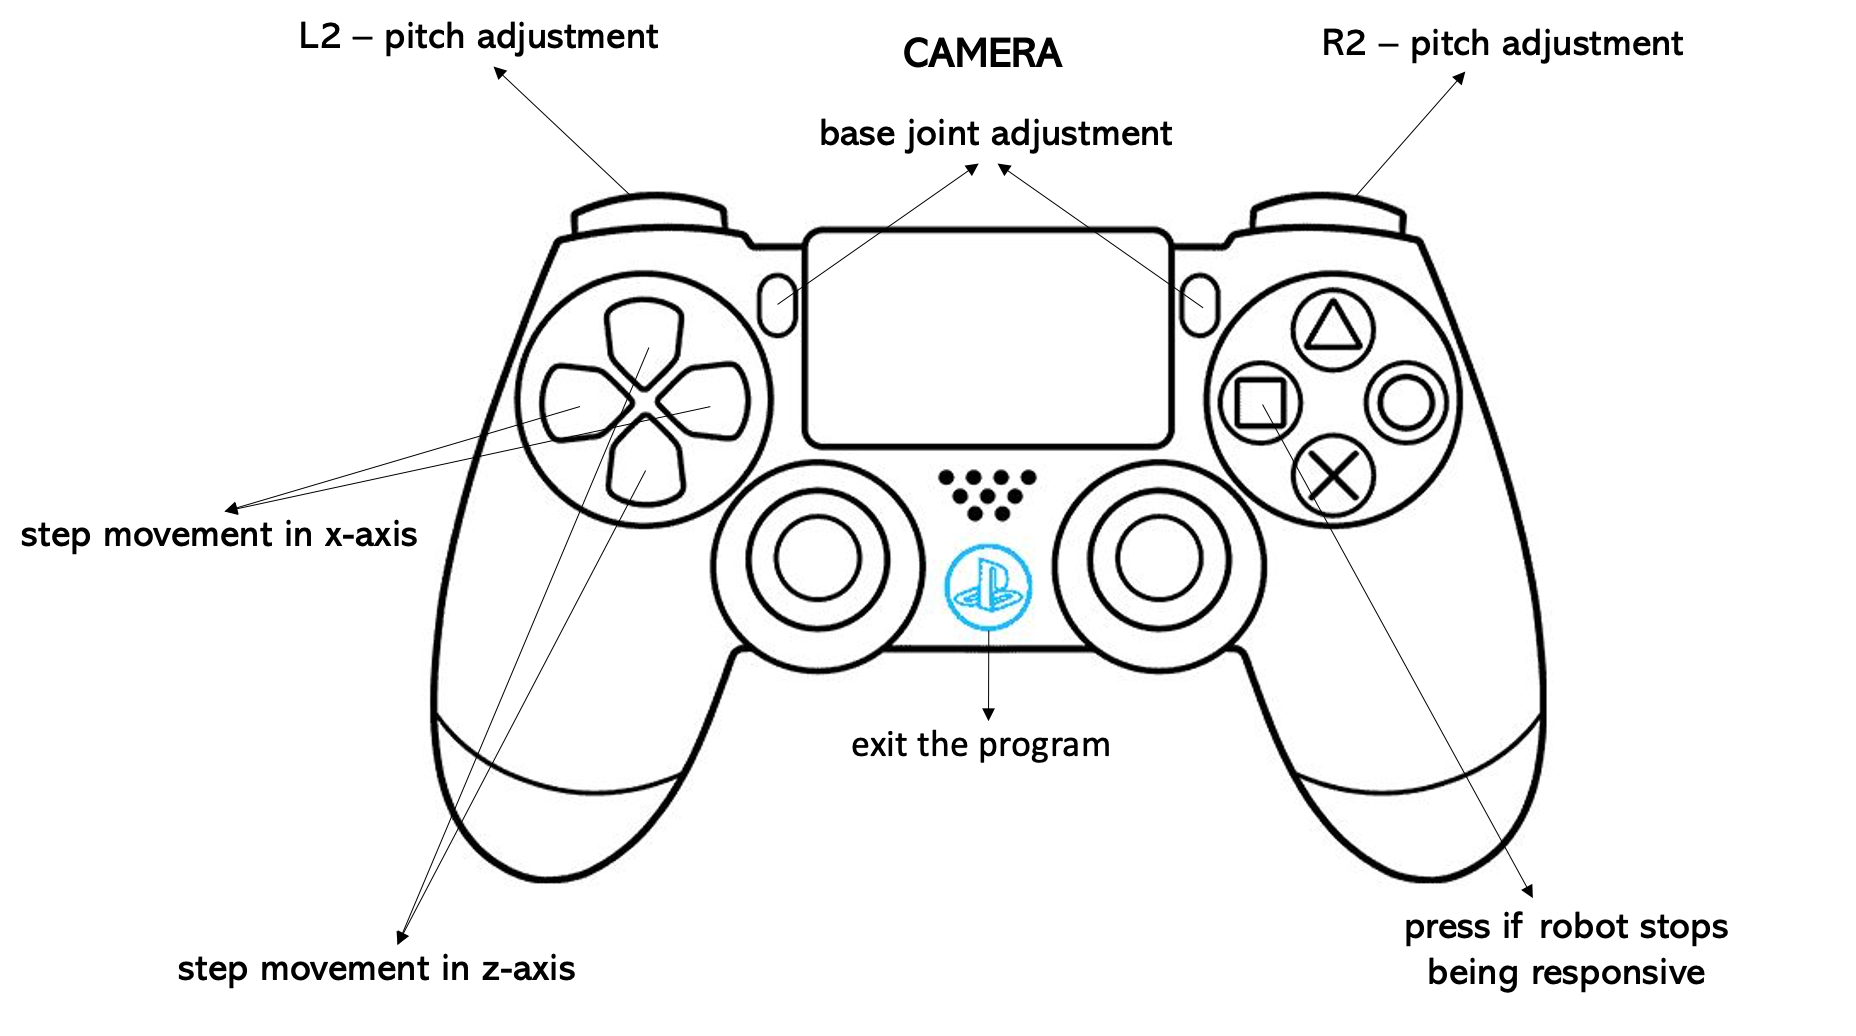 L2 – pitch adjustment
CAMERA
R2 – pitch adjustment
base joint adjustment
step movement in x-axis
exit the program
step movement in z-axis
press if robot stops
being responsive